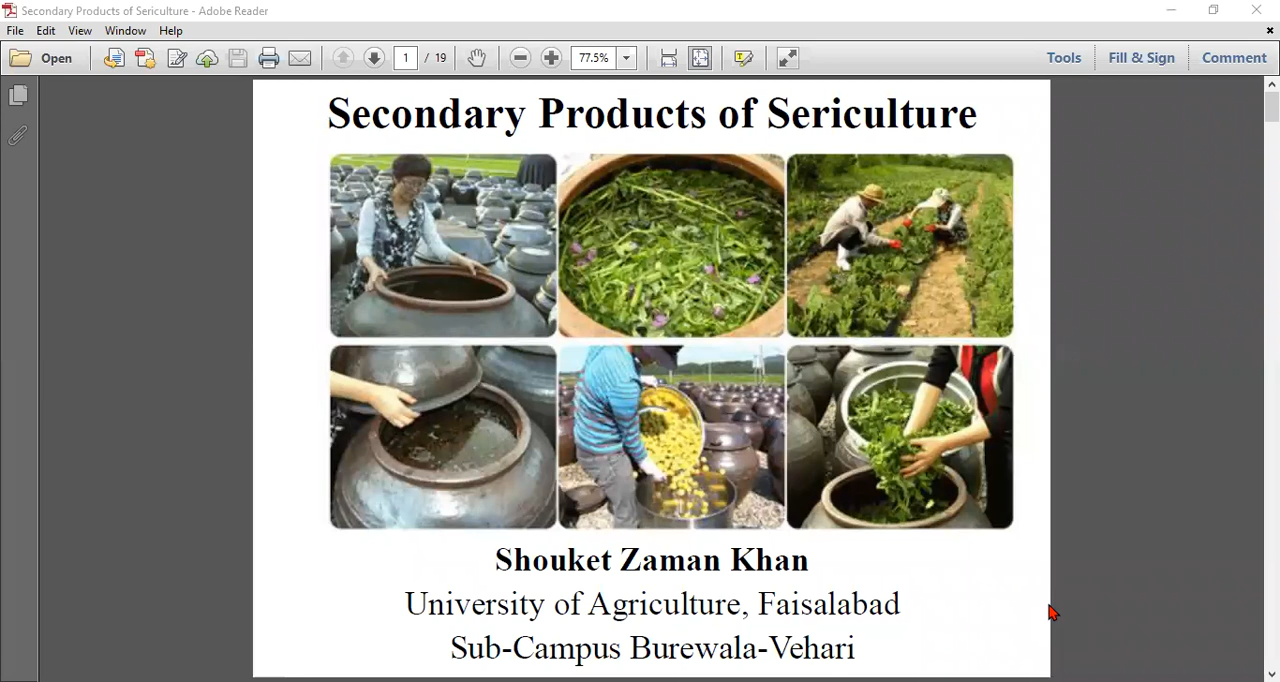 Secondary Products of Sericulture - Adobe Reader
File Edit View Window Help
Open 1 / 19 77.5% Tools Fill & Sign Comment
Secondary Products of Sericulture
Shouket Zaman Khan
University of Agriculture, Faisalabad
Sub-Campus Burewala-Vehari